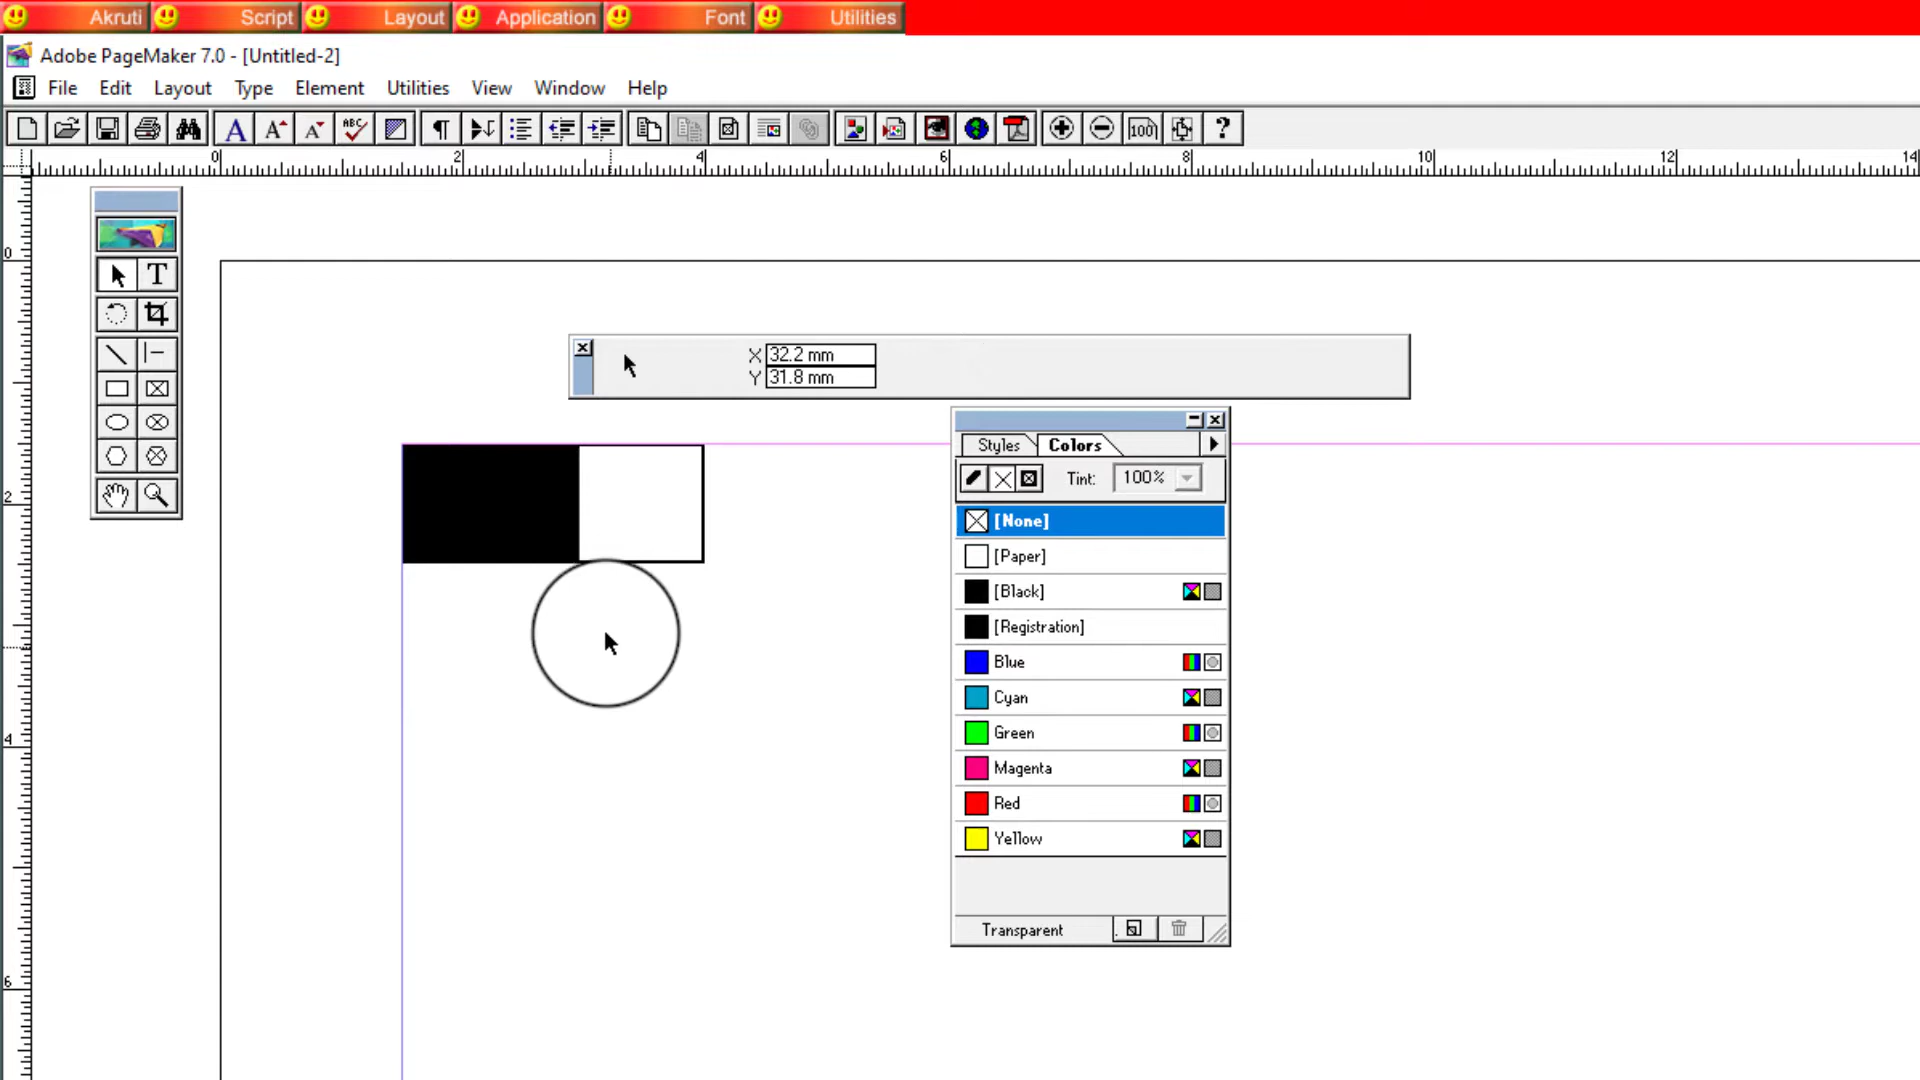 Akruti Script Layout Application Font Utilities
Adobe PageMaker 7.0 - [Untitled-2]
File Edit Layout Type Element Utilities View Window Help
A A A ABC ¶ 100 ?
0 2 4 6 8 10 12 14
0
T
X 32.2 mm
Y 31.8 mm
Styles Colors
Tint: 100%
2
[None]
[Paper]
[Black]
[Registration]
Blue
Cyan
Green
4
Magenta
Red
Yellow
Transparent
6